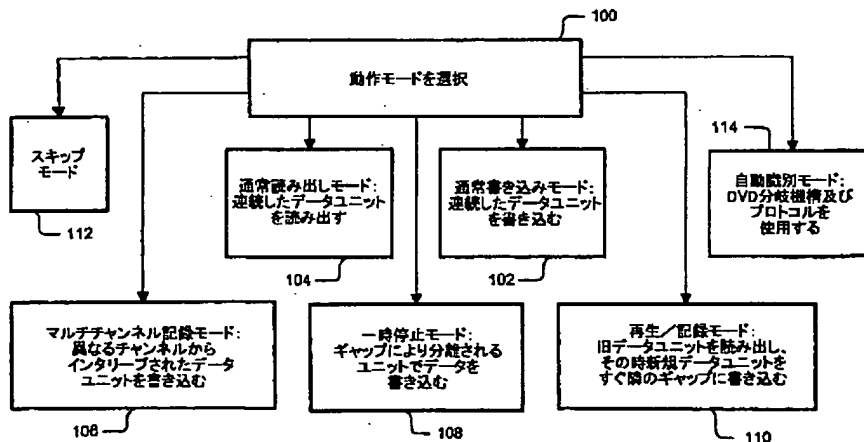 100
動作モードを選択
スキップ
モード
112
通常読み出しモード:
連続したデータユニット
を読み出す
104
通常書き込みモード:
連続したデータユニット
を書き込む
102
114
自動識別モード:
DVD分岐機構及び
プロトコルを
使用する
マルチチャンネル記録モード:
異なるチャンネルから
インタリーブされたデータ
ユニットを書き込む
106
一時停止モード:
ギャップにより分離される
ユニットでデータを
書き込む
108
再生/記録モード:
旧データユニットを読み出し、
その時新規データユニットを
すぐ隣のギャップに書き込む
110